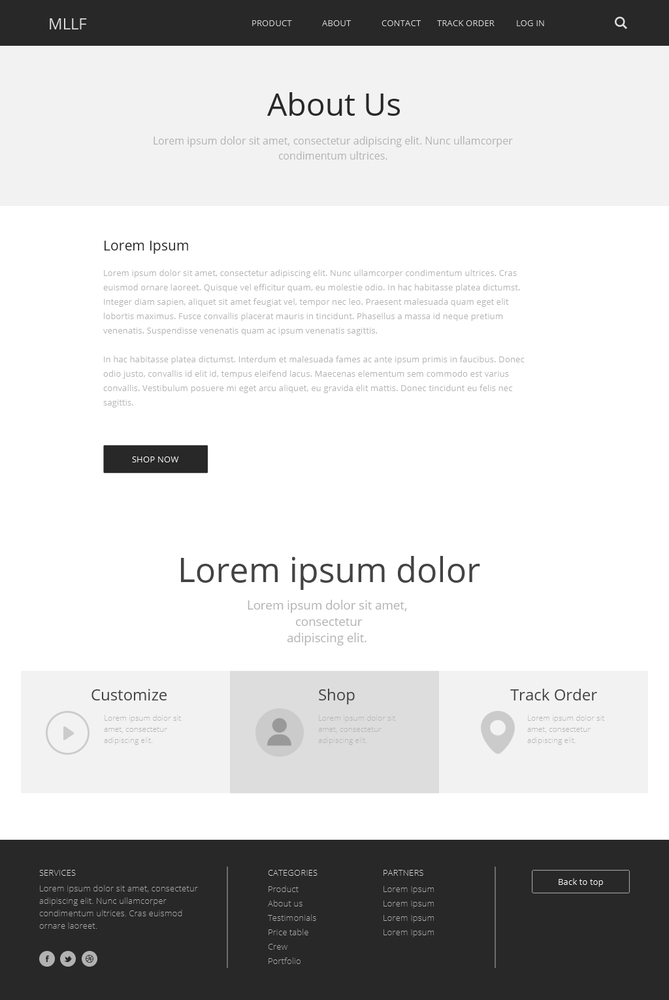 MLLF
PRODUCT ABOUT CONTACT TRACK ORDER LOG IN
About Us
Lorem ipsum dolor sit amet, consectetur adipiscing elit. Nunc ullamcorper
condimentum ultrices.
Lorem Ipsum
Lorem ipsum dolor sit amet, consectetur adipiscing elit. Nunc ullamcorper condimentum ultrices. Cras
euismod ornare laoreet. Quisque vel efficitur quam, eu molestie odio. In hac habitasse platea dictumst.
Integer diam sapien, aliquet sit amet feugiat vel, tempor nec leo. Praesent malesuada quam eget elit
lobortis maximus. Fusce convallis placerat mauris in tincidunt. Phasellus a massa id neque pretium
venenatis. Suspendisse venenatis quam ac ipsum venenatis sagittis.
In hac habitasse platea dictumst. Interdum et malesuada fames ac ante ipsum primis in faucibus. Donec
odio justo, convallis id elit id, tempus eleifend lacus. Maecenas elementum sem commodo est varius
convallis. Vestibulum posuere mi eget arcu aliquet, eu gravida elit mattis. Donec tincidunt eu felis nec
sagittis.
SHOP NOW
Lorem ipsum dolor
Lorem ipsum dolor sit amet,
consectetur
adipiscing elit.
Customize
Lorem ipsum dolor sit
amet, consectetur
adipiscing elit.
Shop
Lorem ipsum dolor sit
amet, consectetur
adipiscing elit.
Track Order
Lorem ipsum dolor sit
amet, consectetur
adipiscing elit.
SERVICES
Lorem ipsum dolor sit amet, consectetur
adipiscing elit. Nunc ullamcorper
condimentum ultrices. Cras euismod
ornare laoreet.
CATEGORIES
Product
About us
Testimonials
Price table
Crew
Portfolio
PARTNERS
Lorem Ipsum
Lorem Ipsum
Lorem Ipsum
Lorem Ipsum
Back to top